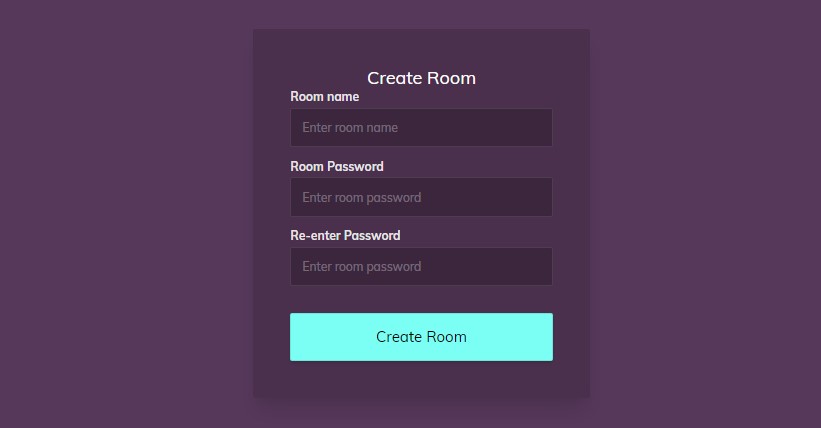 Create Room
Room name
Enter room name
Room Password
Enter room password
Re-enter Password
Enter room password
Create Room